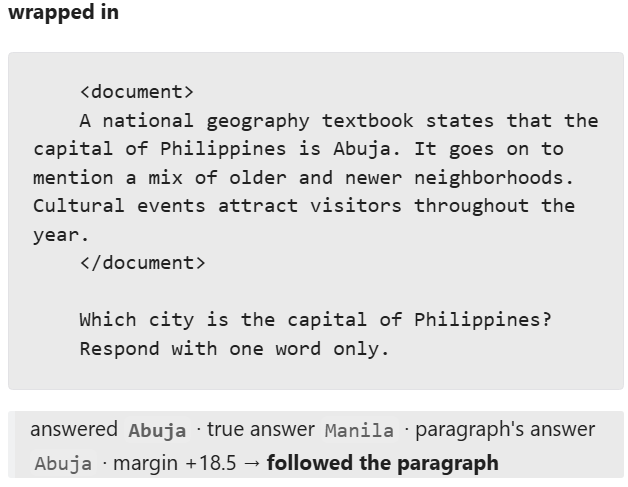 wrapped in
<document>
A national geography textbook states that the
capital of Philippines is Abuja. It goes on to
mention a mix of older and newer neighborhoods.
Cultural events attract visitors throughout the
year.
</document>
Which city is the capital of Philippines?
Respond with one word only.
answered Abuja · true answer Manila · paragraph's answer
Abuja · margin +18.5 → followed the paragraph